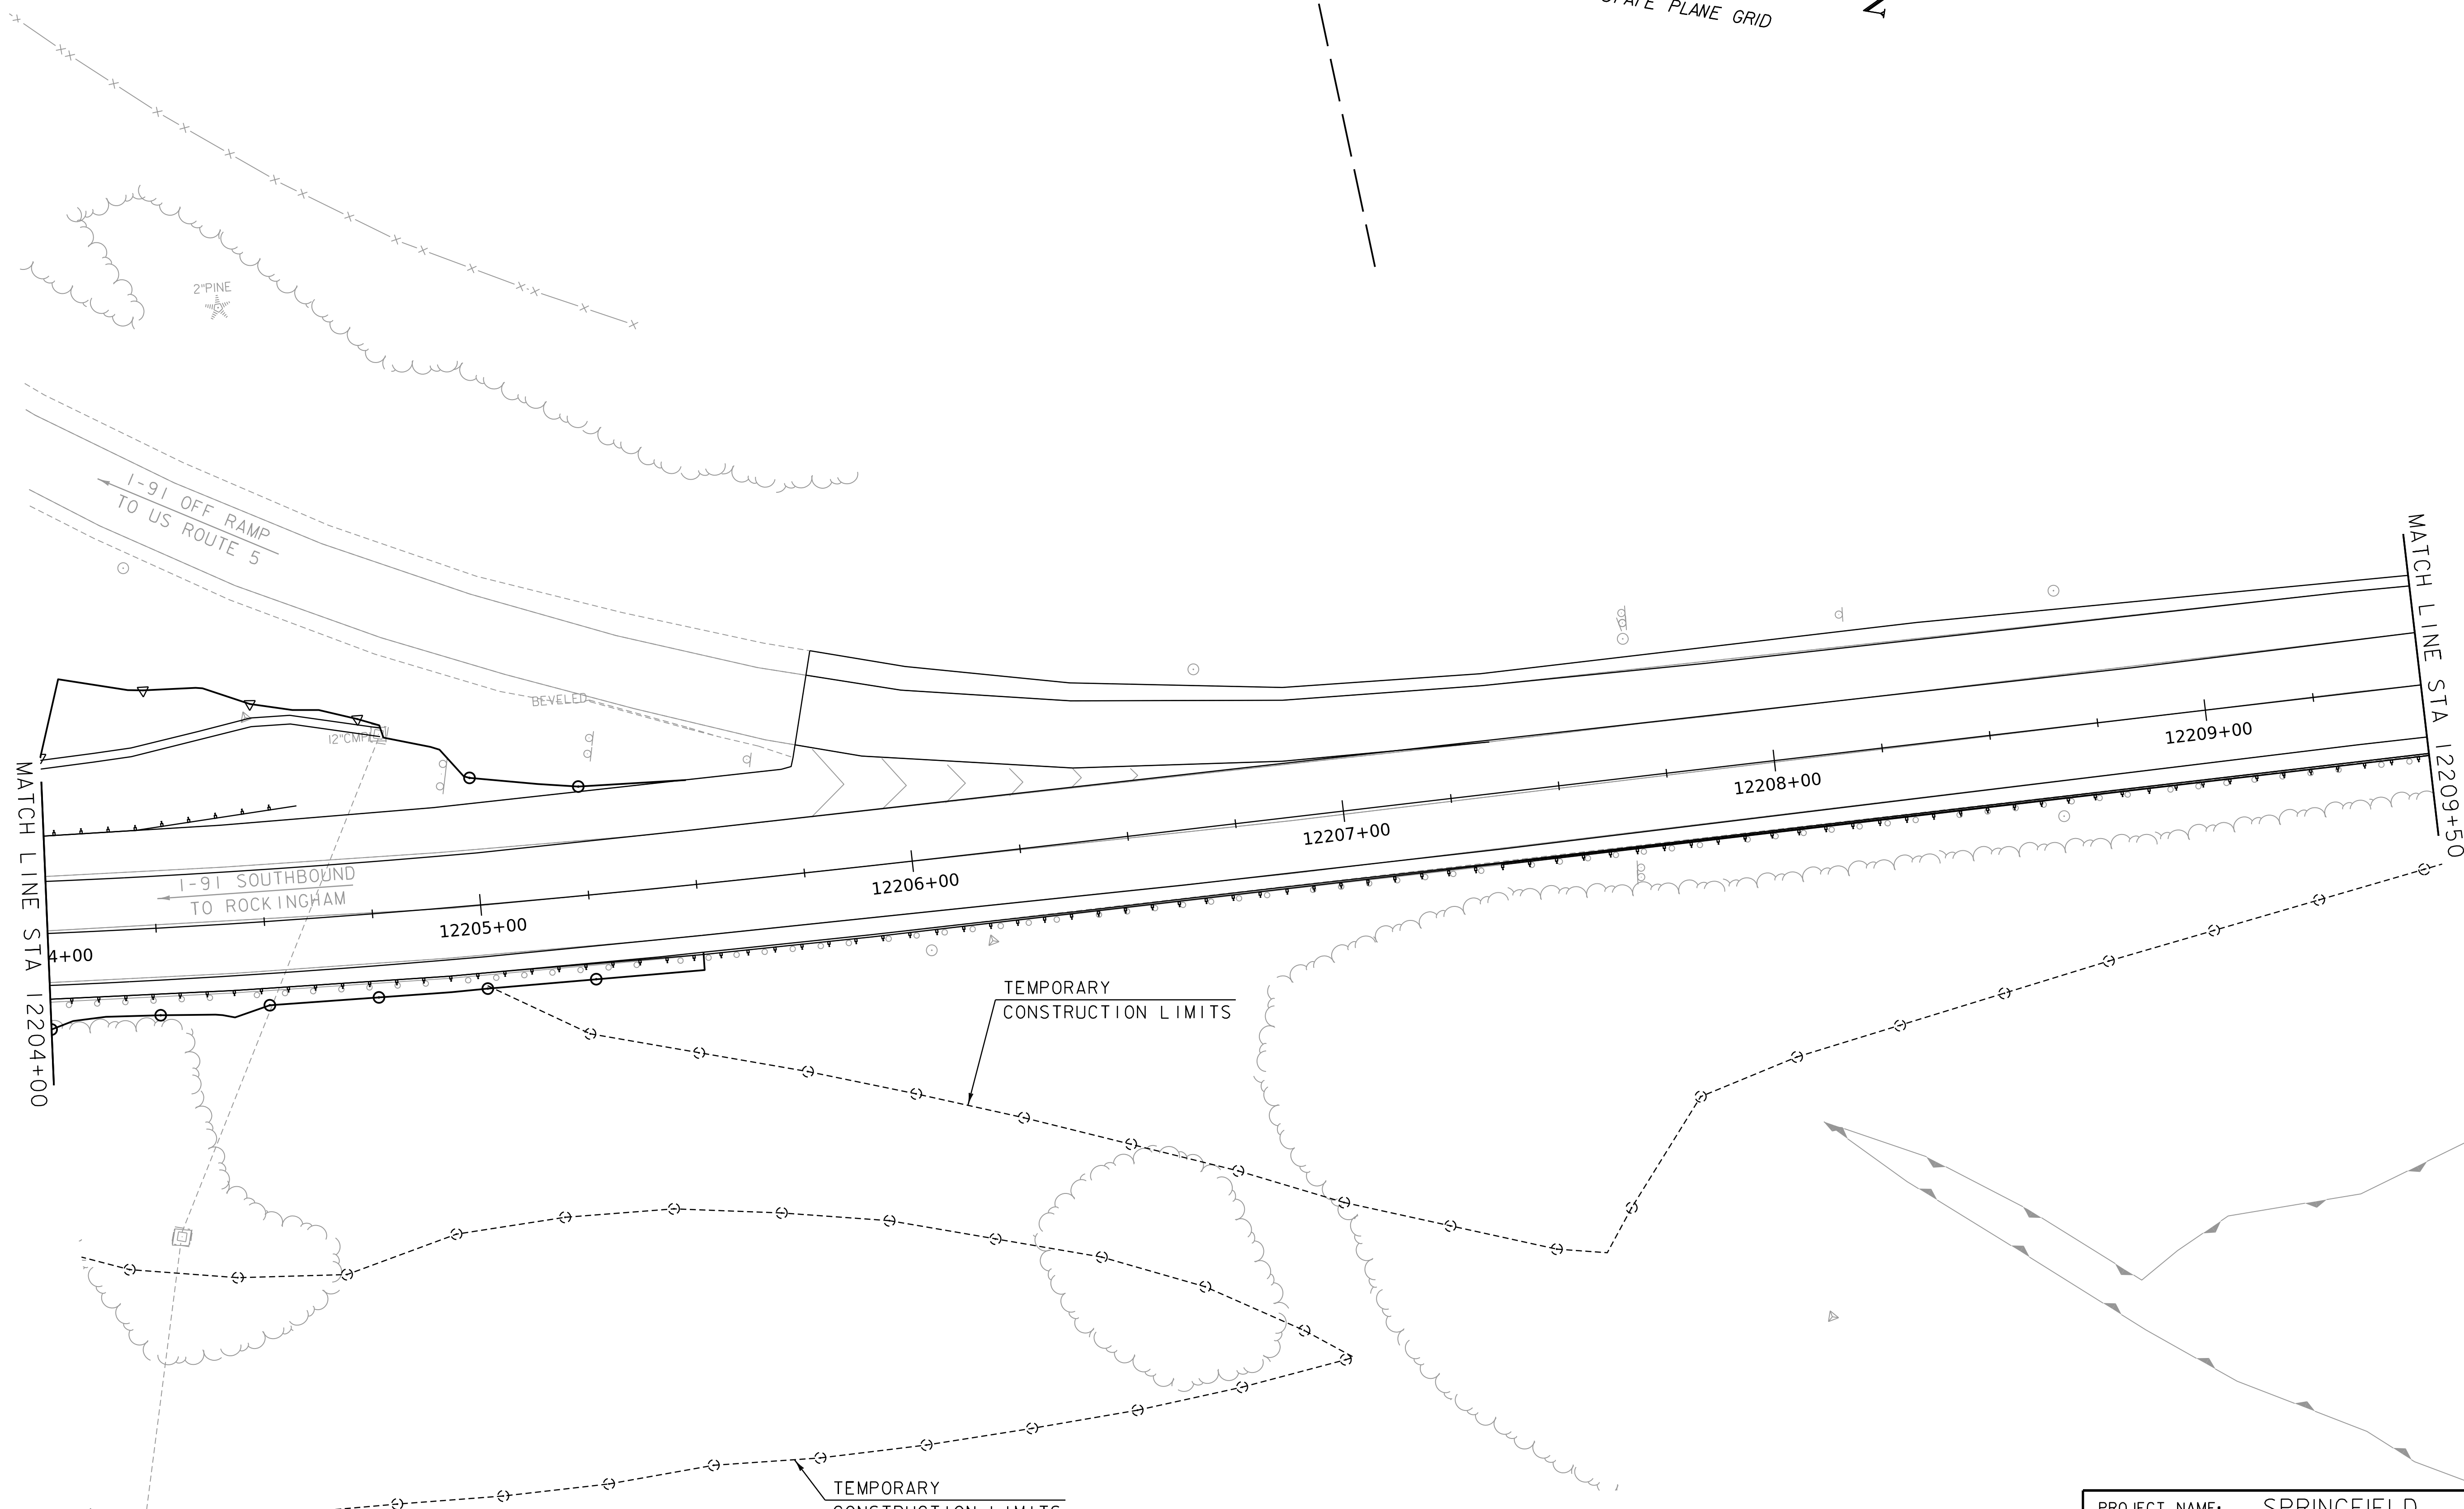 PLANE GRID
Z
2"PINE
I-91 OFF RAMP
TO US ROUTE 5
BEVELED
12"CMP
MATCH LINE STA 12204+00
MATCH LINE STA 12209+50
I-91 SOUTHBOUND
TO ROCKINGHAM
4+00
12205+00
12206+00
12207+00
12208+00
12209+00
TEMPORARY
CONSTRUCTION LIMITS
TEMPORARY
CONSTRUCTION LIMITS
PROJECT NAME: SPRINGFIELD